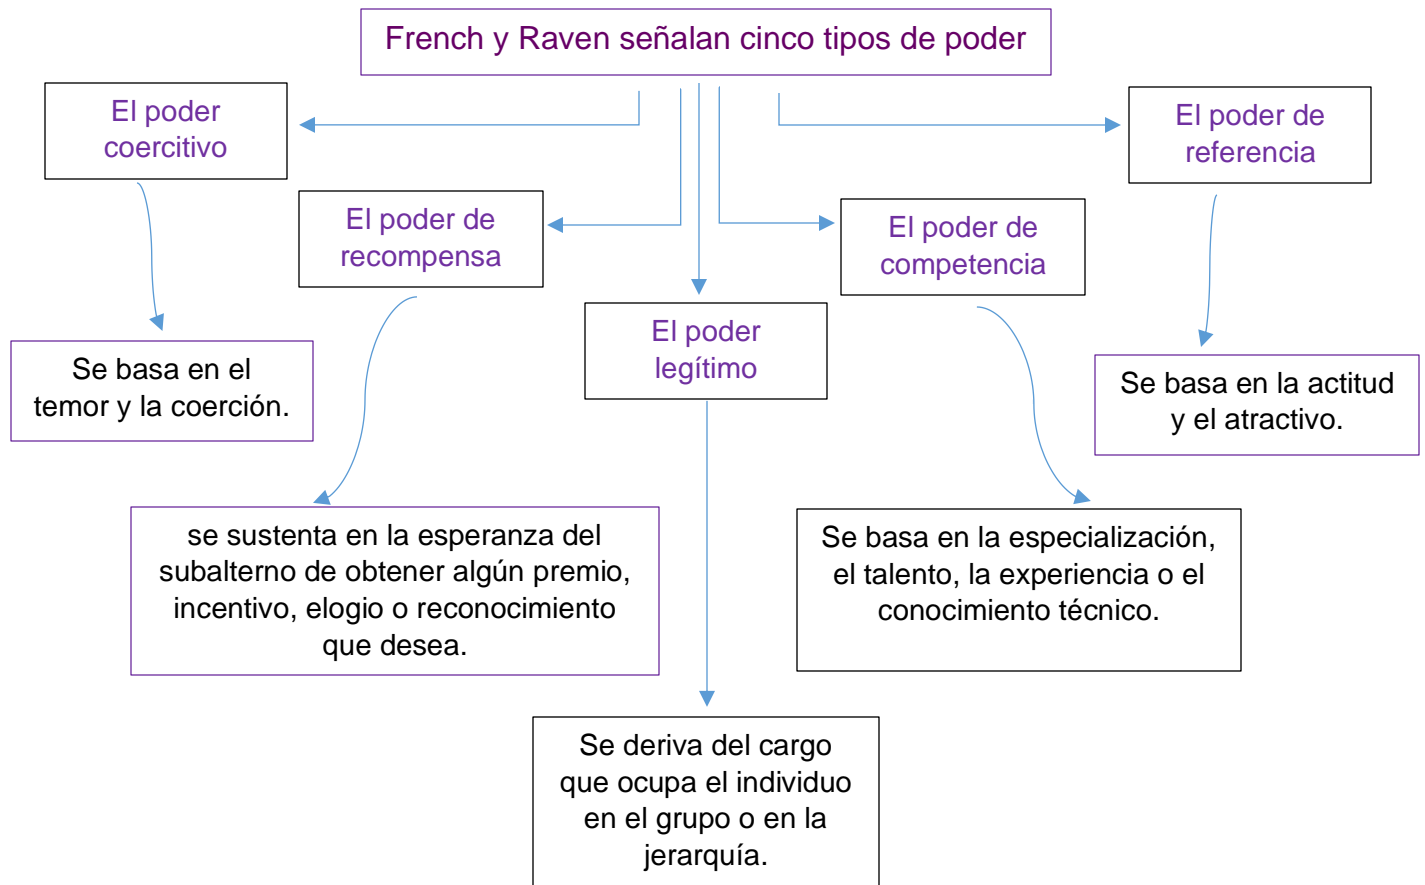 French y Raven señalan cinco tipos de poder
El poder
coercitivo
El poder de
recompensa
El poder
legítimo
El poder de
competencia
El poder de
referencia
Se basa en el
temor y la coerción.
se sustenta en la esperanza del
subalterno de obtener algún premio,
incentivo, elogio o reconocimiento
que desea.
Se deriva del cargo
que ocupa el individuo
en el grupo o en la
jerarquía.
Se basa en la especialización,
el talento, la experiencia o el
conocimiento técnico.
Se basa en la actitud
y el atractivo.